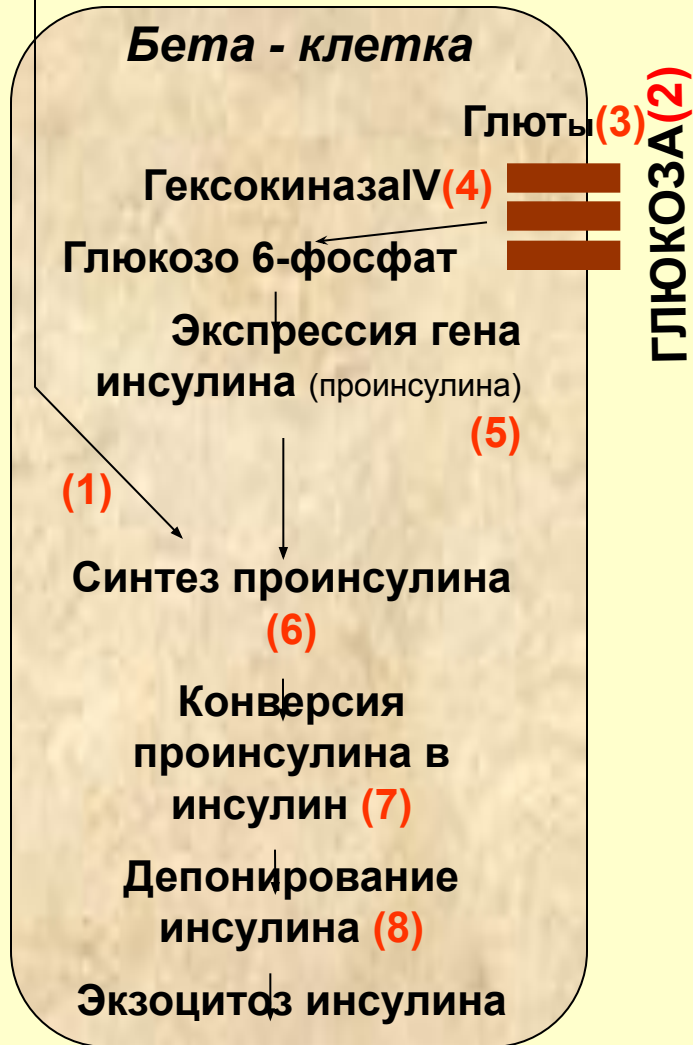 Бета - клетка
Глюты(3)
ГЛЮКОЗА(2)
ГексокиназаIV(4)
Глюкозо 6-фосфат
Экспрессия гена
инсулина (проинсулина)
(5)
(1)
Синтез проинсулина
(6)
Конверсия
проинсулина в
инсулин (7)
Депонирование
инсулина (8)
Экзоцитоз инсулина